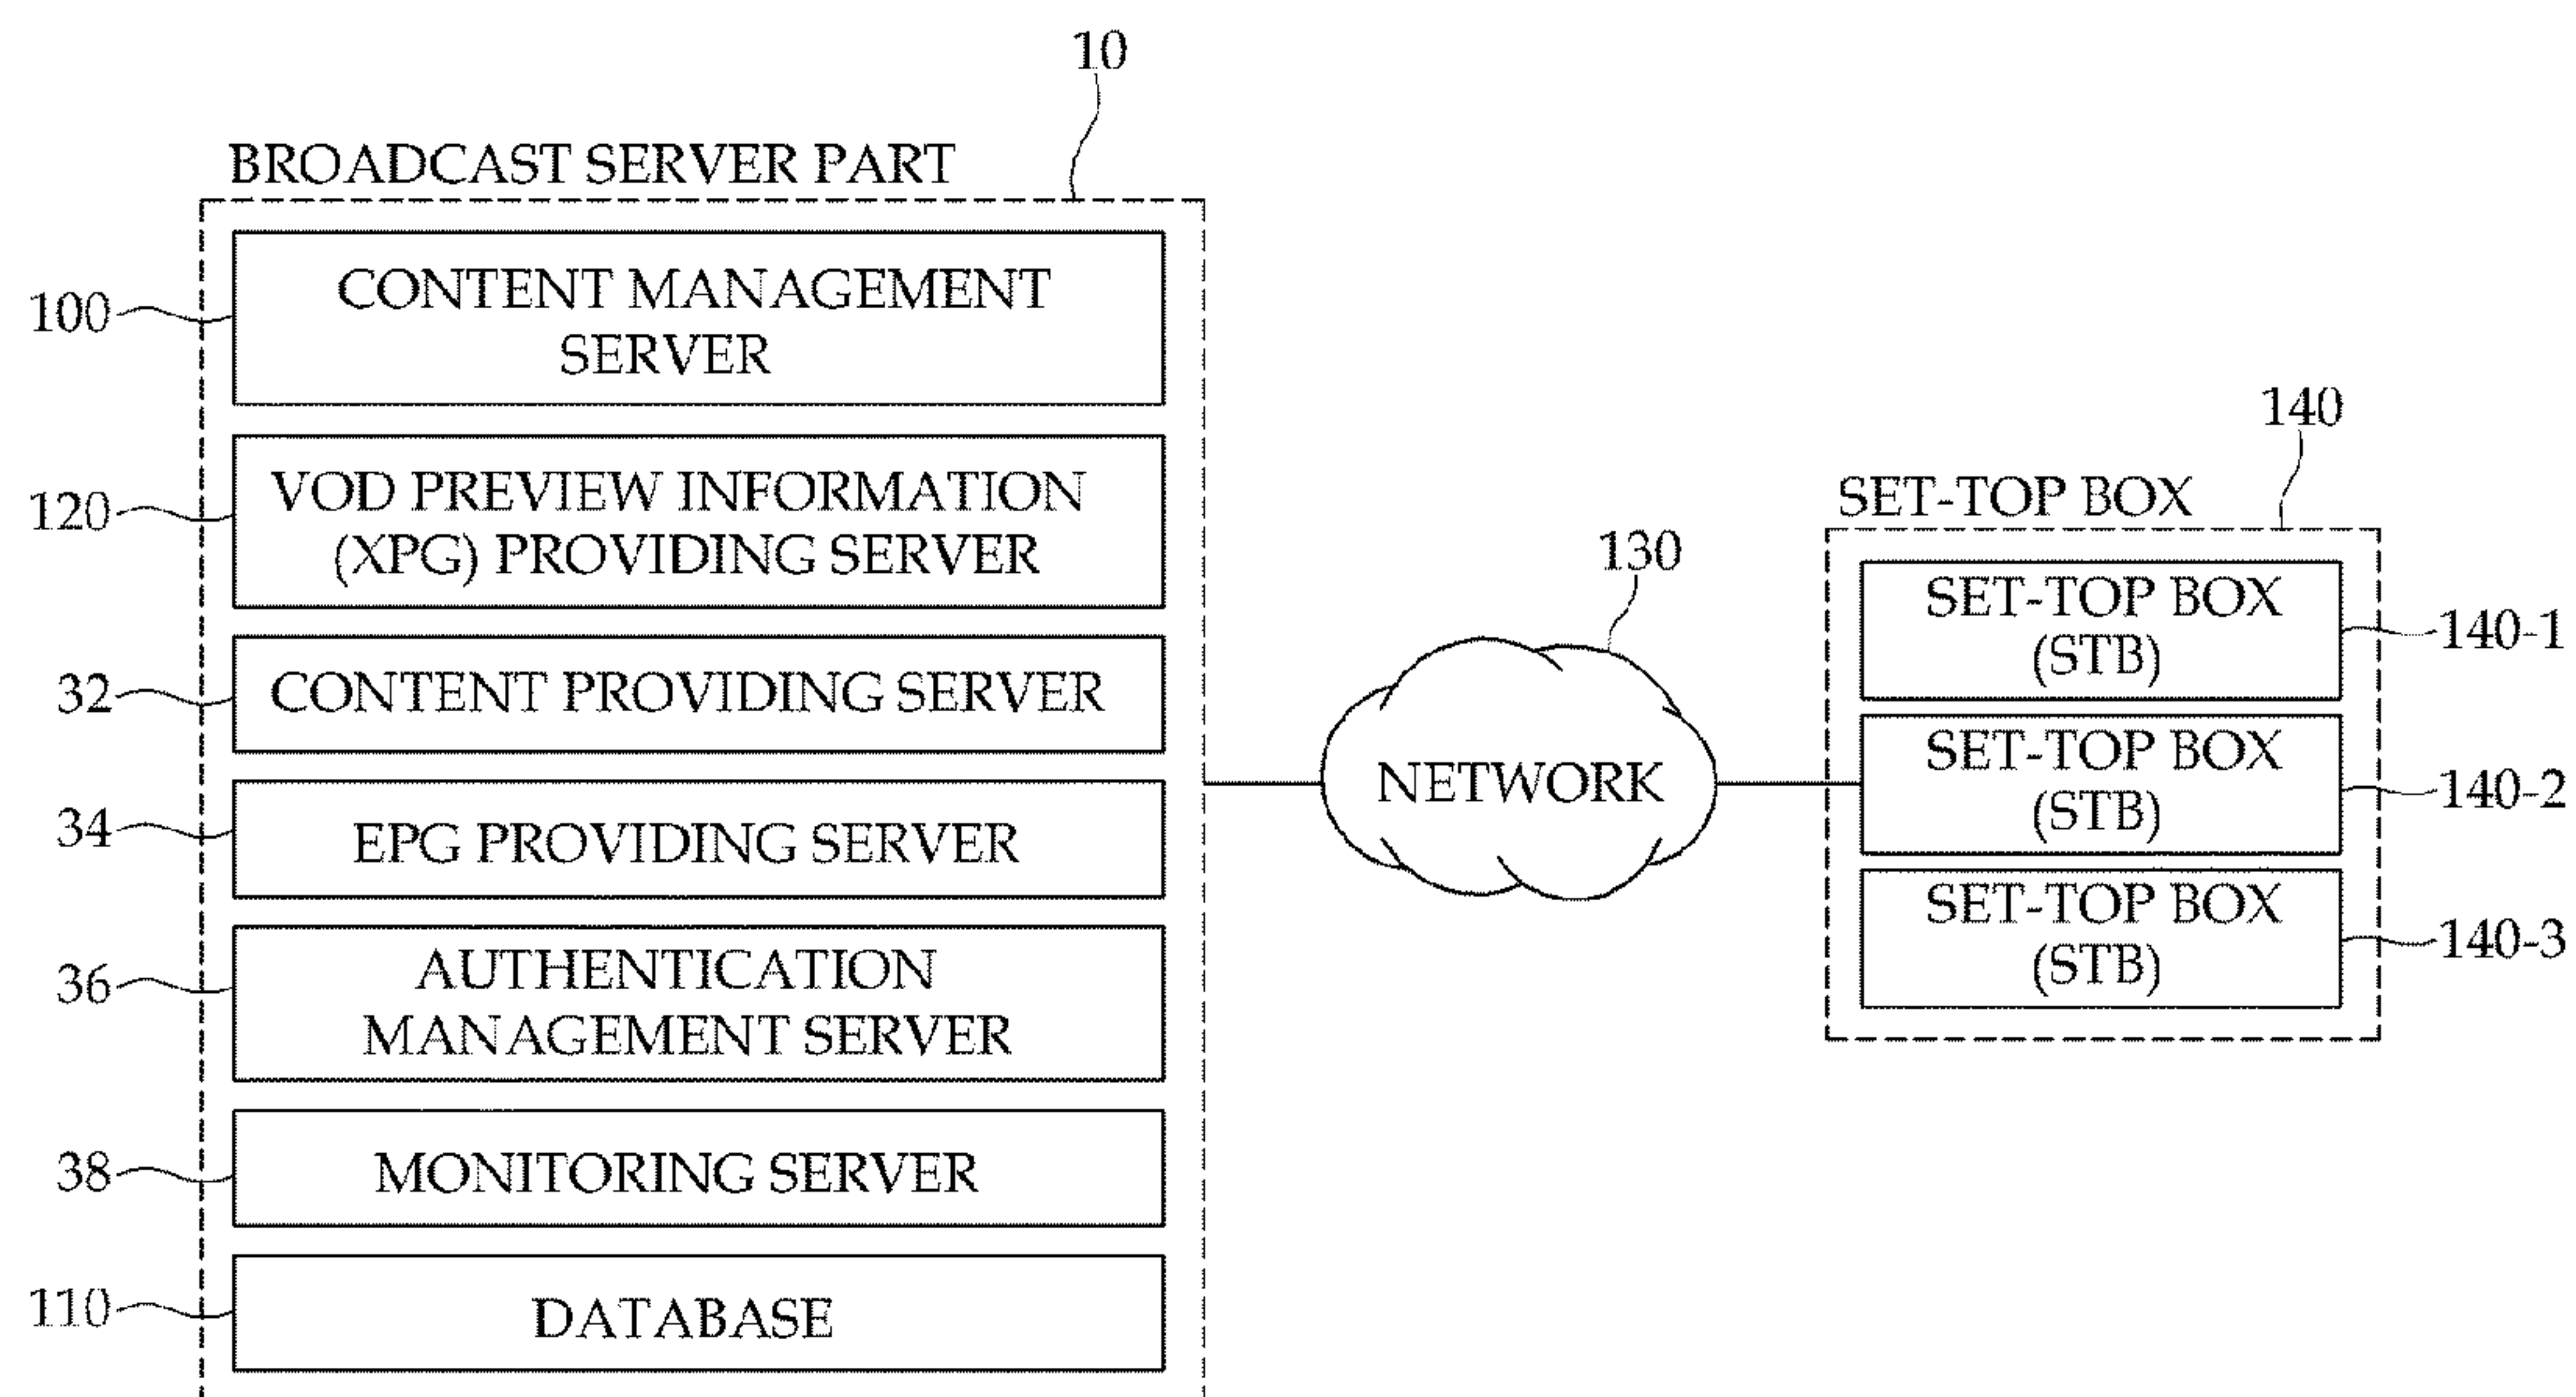 10
BROADCAST SERVER PART
100
CONTENT MANAGEMENT
SERVER
120
VOD PREVIEW INFORMATION
(XPG) PROVIDING SERVER
32
CONTENT PROVIDING SERVER
34
EPG PROVIDING SERVER
36
AUTHENTICATION
MANAGEMENT SERVER
38
MONITORING SERVER
110
DATABASE
130
NETWORK
140
SET-TOP BOX
SET-TOP BOX
(STB)
140-1
SET-TOP BOX
(STB)
140-2
SET-TOP BOX
(STB)
140-3